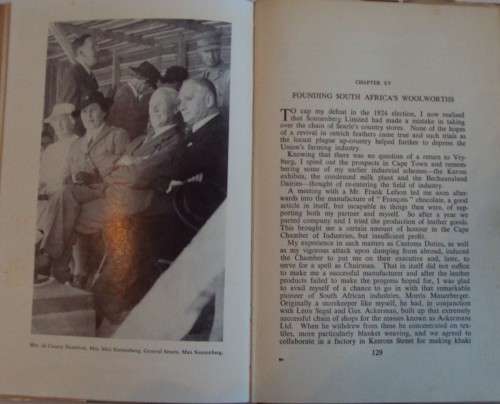 Mrs. de Crespy Hamilton, Mrs. Max Sonnenberg, General Smuts, Max Sonnenberg.
CHAPTER XV
FOUNDING SOUTH AFRICA'S WOOLWORTHS
TO cap my defeat in the 1924 election, I now realised
that Sonnenberg Limited had made a mistake in taking
over the chain of Searle's country stores. None of the hopes
of a revival in ostrich feathers came true and such trials as
the locust plague up-country helped further to depress the
Union's farming industry.
Knowing that there was no question of a return to Vry-
burg, I spied out the prospects in Cape Town and remem-
bering some of my earlier industrial schemes—the Karoo
exhibits, the condensed milk plant and the Bechuanaland
Dairies—thought of re-entering the field of industry.
A meeting with a Mr. Frank Lebon led me soon after-
wards into the manufacture of "François" chocolate, a good
article in itself, but incapable as things then were, of sup-
porting both my partner and myself. So after a year we
parted company and I tried the production of leather goods.
This brought me a certain amount of honour in the Cape
Chamber of Industries, but insufficient profit.
My experience in such matters as Customs Duties, as well
as my vigorous attack upon dumping from abroad, induced
the Chamber to put me on their executive and, later, to
serve for a spell as Chairman. That in itself did not suffice
to make me a successful manufacturer and after the leather
products failed to make the progress hoped for, I was glad
to avail myself of a chance to go in with that remarkable
pioneer of South African industries, Morris Mauerberger.
Originally a storekeeper like myself, he had, in conjunction
with Leon Segal and Gus Ackerman, built up that extremely
successful chain of shops for the masses known as Ackermans
Ltd. When he withdrew from these he concentrated on tex-
tiles, more particularly blanket weaving, and we agreed to
collaborate in a factory in Keerom Street for making khaki
129